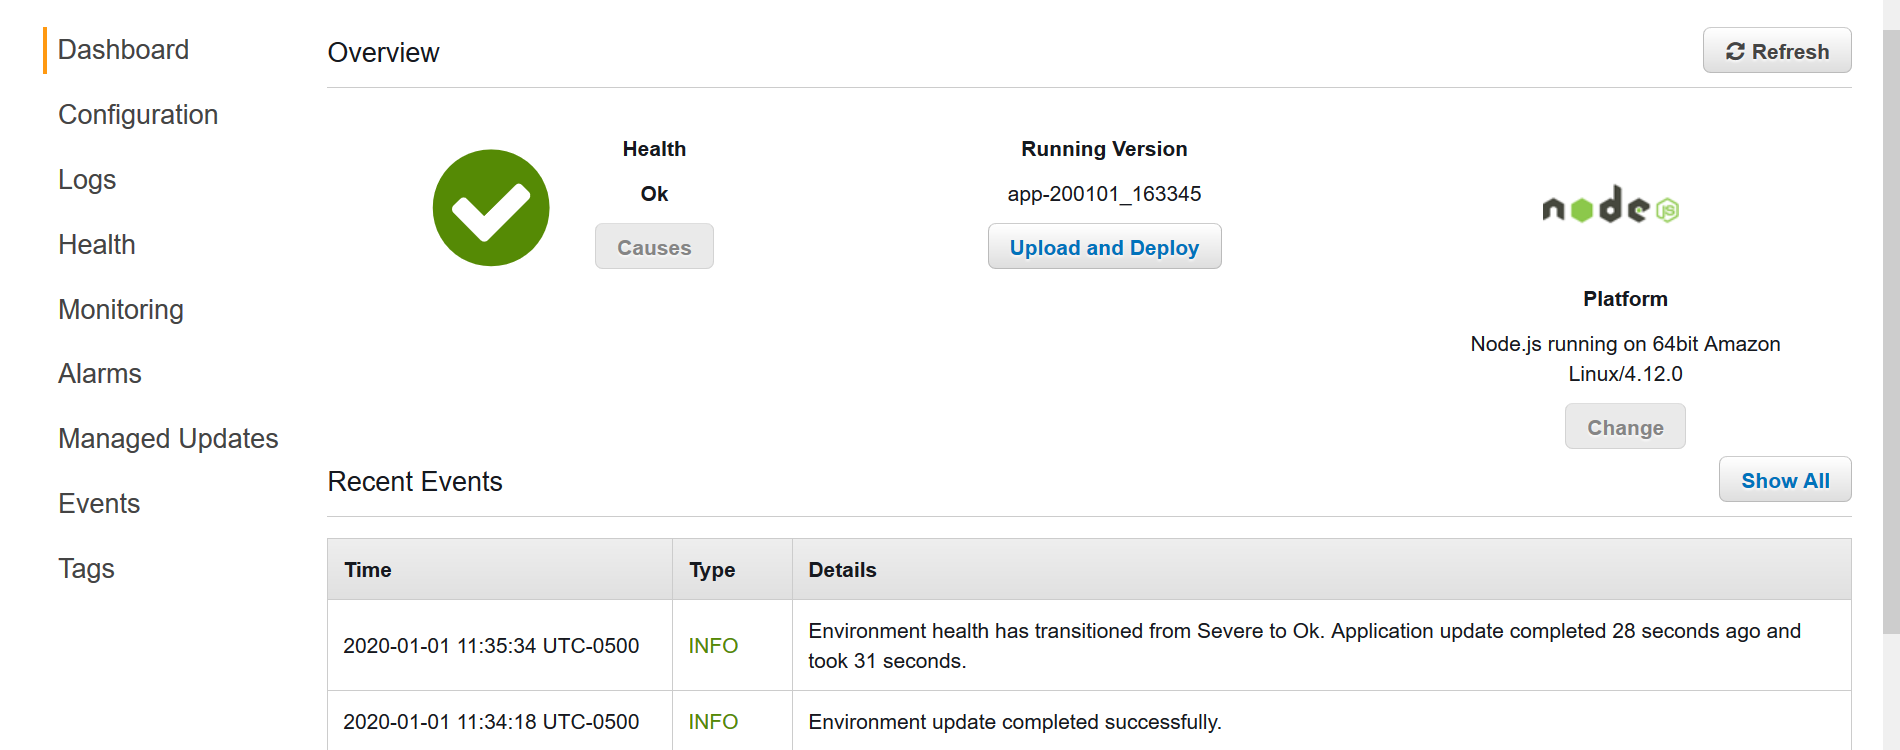 Dashboard
Configuration
Logs
Health
Monitoring
Alarms
Managed Updates
Events
Tags
Overview
Refresh
Health
Ok
Causes
Running Version
app-200101_163345
Upload and Deploy
node JS
Platform
Node.js running on 64bit Amazon
Linux/4.12.0
Change
Recent Events
Show All
Time Type Details
2020-01-01 11:35:34 UTC-0500 INFO Environment health has transitioned from Severe to Ok. Application update completed 28 seconds ago and
took 31 seconds.
2020-01-01 11:34:18 UTC-0500 INFO Environment update completed successfully.